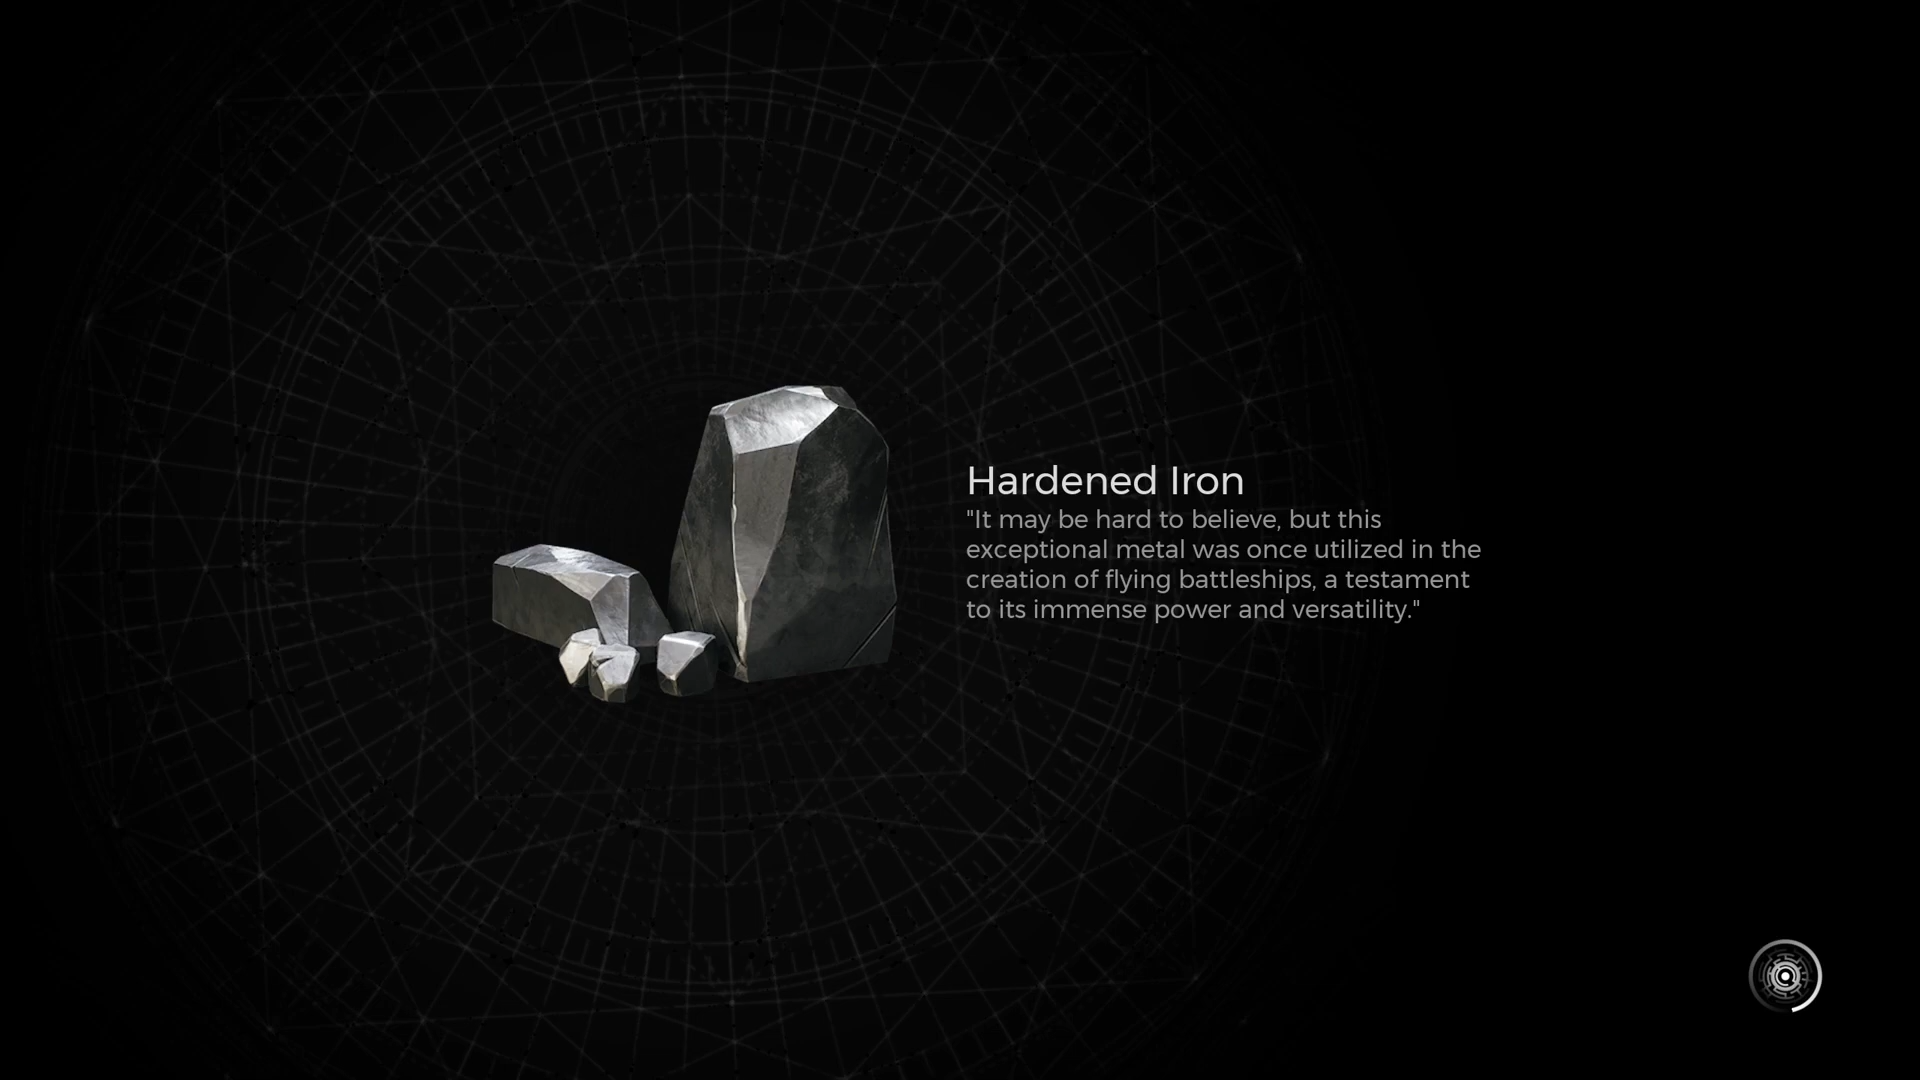 Hardened Iron
"It may be hard to believe, but this
exceptional metal was once utilized in the
creation of flying battleships, a testament
to its immense power and versatility."